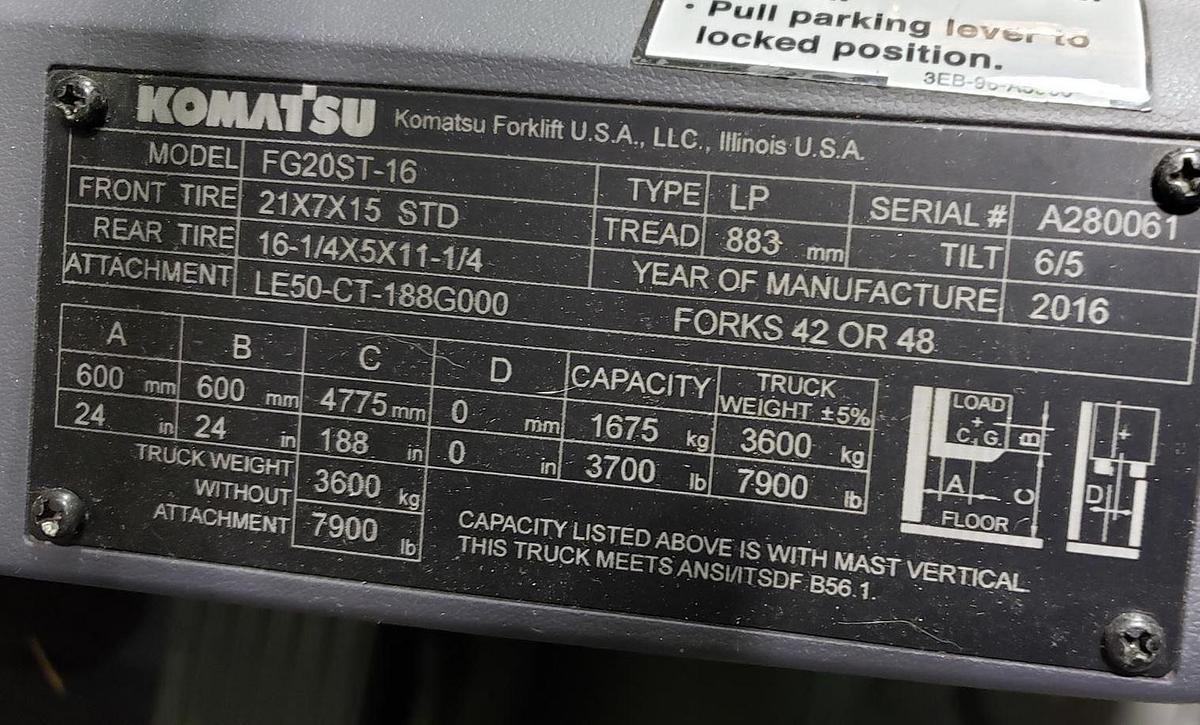 • Pull parking lever to
locked position.
KOMATSU Komatsu Forklift U.S.A., LLC., Illinois U.S.A.
MODEL FG20ST-16 TYPE LP SERIAL # A280061
FRONT TIRE 21X7X15 STD TREAD 883 mm TILT 6/5
REAR TIRE 16-1/4X5X11-1/4 YEAR OF MANUFACTURE 2016
ATTACHMENT LE50-CT-188G000 FORKS 42 OR 48
A B C D CAPACITY TRUCK WEIGHT ±5%
600 mm 600 mm 4775 mm 0 mm 1675 kg 3600 kg
24 in 24 in 188 in 0 in 3700 lb 7900 lb
TRUCK WEIGHT
WITHOUT
ATTACHMENT
3600 kg
7900 lb
CAPACITY LISTED ABOVE IS WITH MAST VERTICAL
THIS TRUCK MEETS ANSI/ITSDF B56.1.
LOAD
C. G.
B
A
C
FLOOR
D